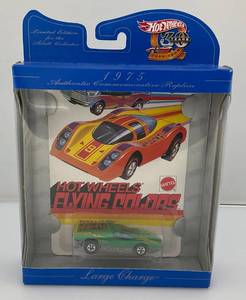 Limited Edition
for the
Adult Collector
Hot Wheels
1975
Authentic Commemorative Replica
6
HOT WHEELS
FLYING COLORS
MATTEL
Large Charge